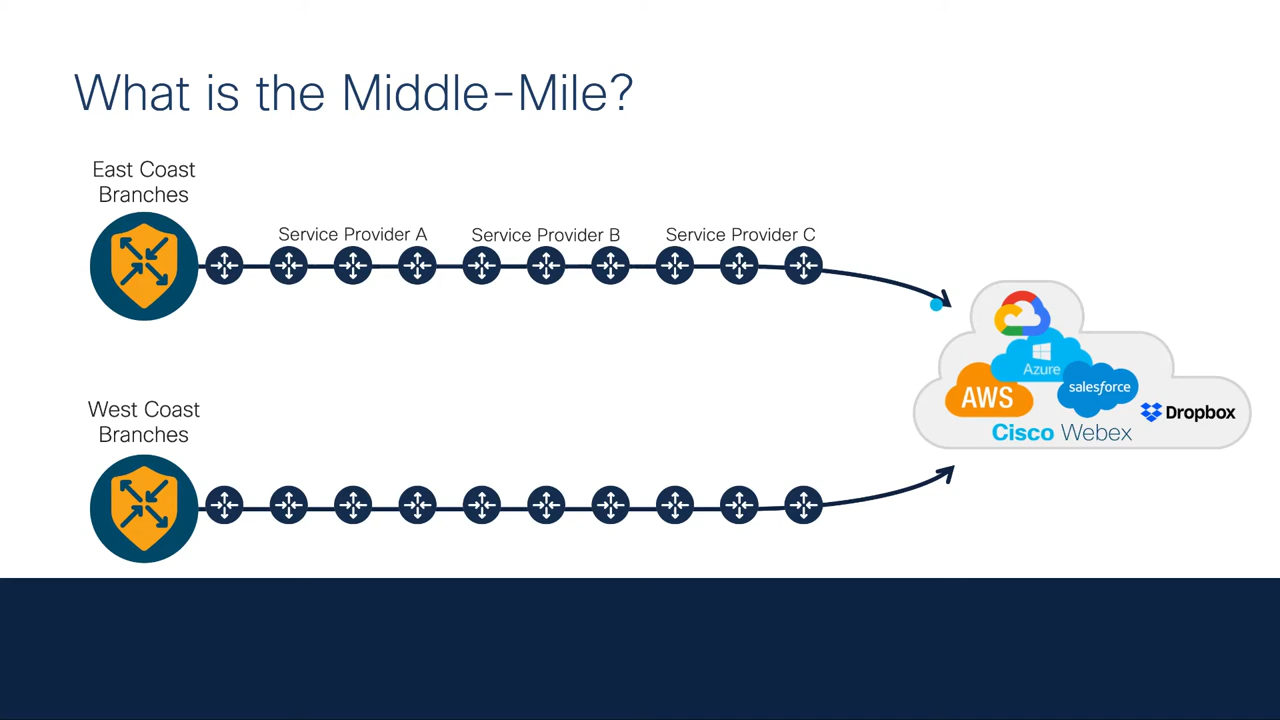 What is the Middle-Mile?
East Coast
Branches
Service Provider A
Service Provider B
Service Provider C
Azure
AWS
salesforce
Dropbox
Cisco Webex
West Coast
Branches